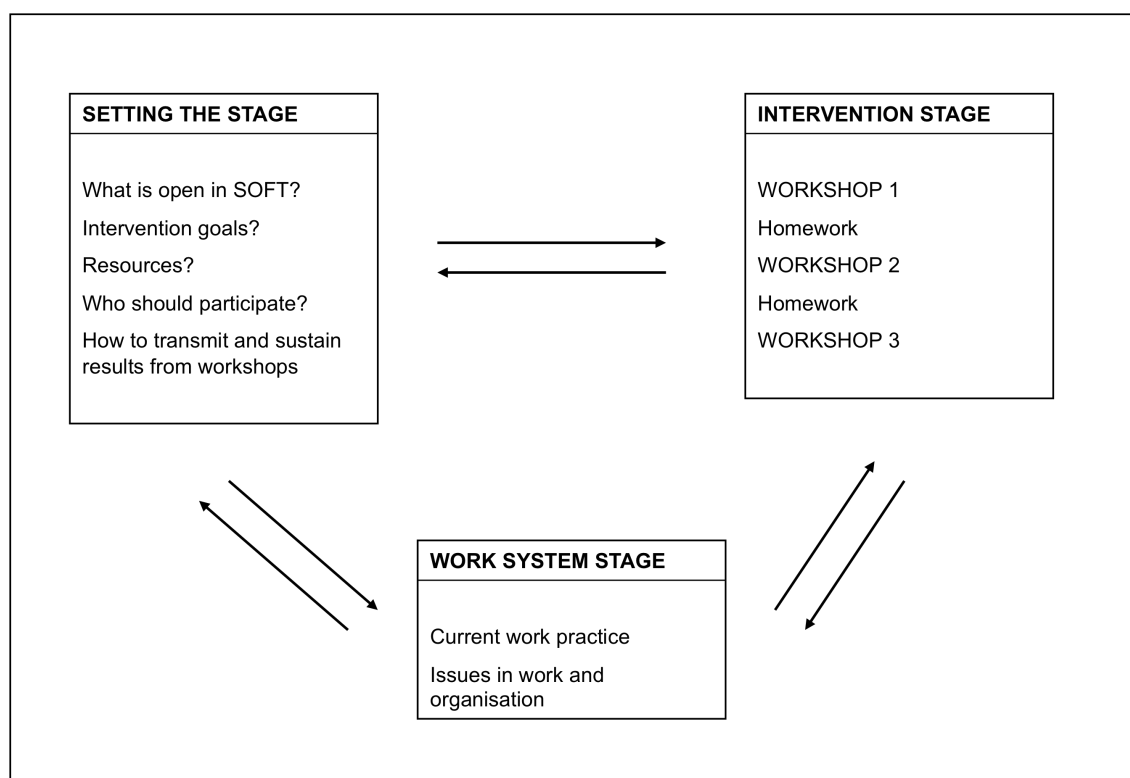 SETTING THE STAGE
What is open in SOFT?
Intervention goals?
Resources?
Who should participate?
How to transmit and sustain
results from workshops
INTERVENTION STAGE
WORKSHOP 1
Homework
WORKSHOP 2
Homework
WORKSHOP 3
WORK SYSTEM STAGE
Current work practice
Issues in work and
organisation